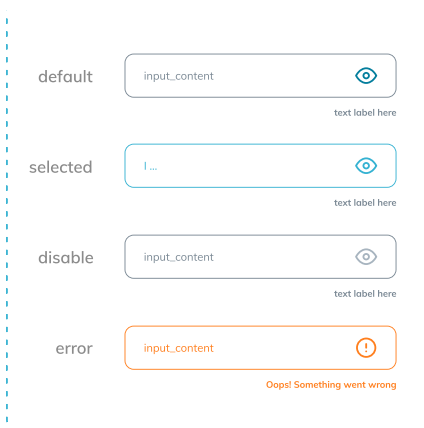 default
input_content
text label here
selected
I ...
text label here
disable
input_content
text label here
error
input_content
Oops! Something went wrong